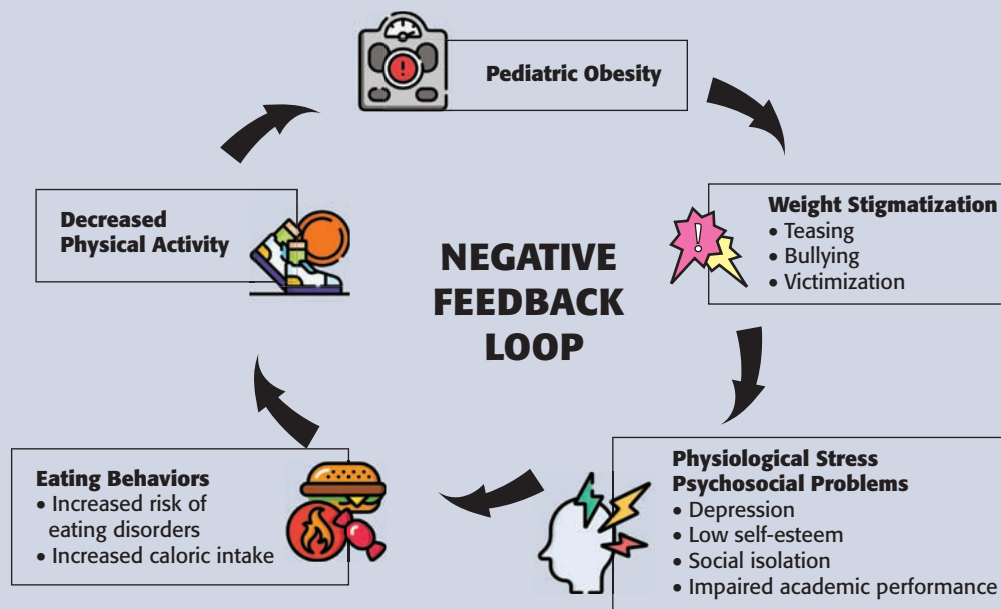 Pediatric Obesity
Weight Stigmatization
• Teasing
• Bullying
• Victimization
Physiological Stress
Psychosocial Problems
• Depression
• Low self-esteem
• Social isolation
• Impaired academic performance
Eating Behaviors
• Increased risk of
eating disorders
• Increased caloric intake
Decreased
Physical Activity
NEGATIVE
FEEDBACK
LOOP